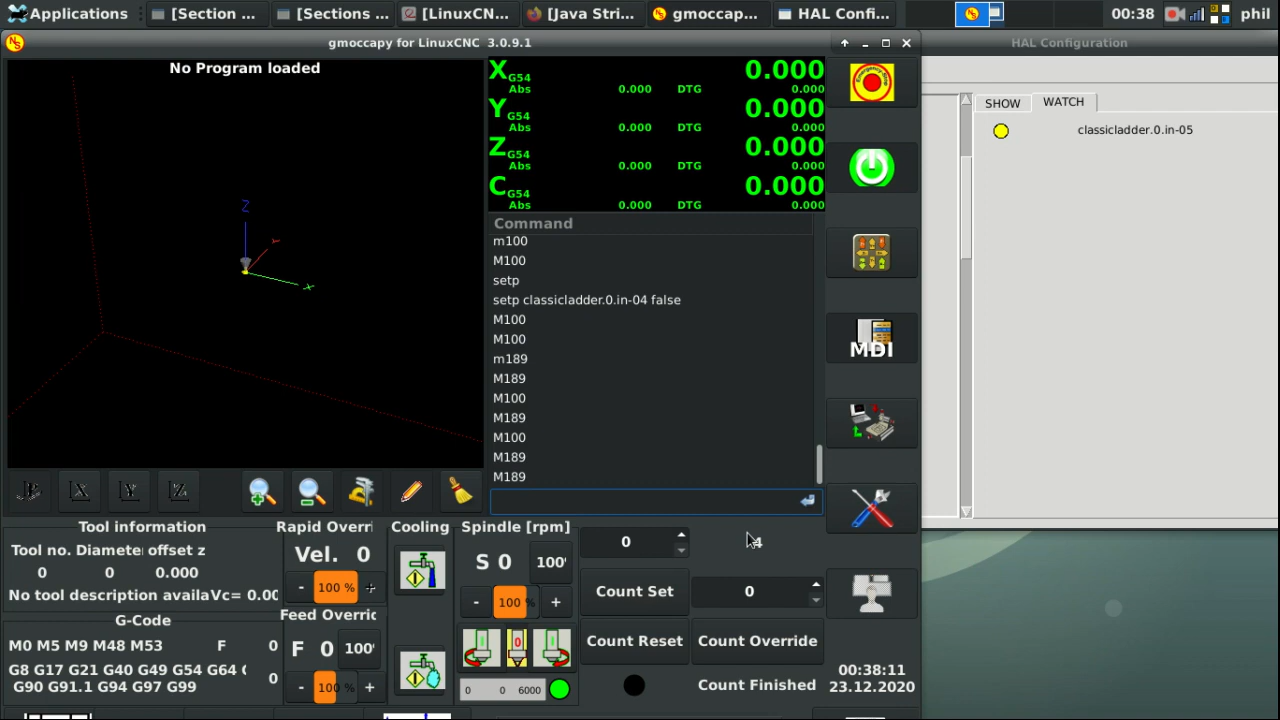 Applications
[Section ...
[Sections ...
[LinuxCN...
[Java Stri...
gmoccap...
HAL Confi...
00:38
phil
gmoccapy for LinuxCNC 3.0.9.1
HAL Configuration
No Program loaded
X G54 0.000
Abs 0.000 DTG 0.000
Y G54 0.000
Abs 0.000 DTG 0.000
Z G54 0.000
Abs 0.000 DTG 0.000
C G54 0.000
Abs 0.000 DTG 0.000
SHOW
WATCH
classicladder.0.in-05
Z
Y
X
Command
m100
M100
setp
setp classicladder.0.in-04 false
M100
M100
m189
M189
M100
M189
M100
M189
M189
MDI
X
Y
Z
Tool information
Tool no. Diamete offset z
0 0 0.000
No tool description availa Vc= 0.00
G-Code
M0 M5 M9 M48 M53 F 0
G8 G17 G21 G40 G49 G54 G64 G90 G91.1 G94 G97 G99 0
Rapid Overri
Vel. 0
- 100 % +
Feed Overric
F 0 100
- 100 % +
Cooling
Spindle [rpm]
S 0 100
- 100 % +
0 0 6000
0
4
Count Set
0
Count Reset
Count Override
Count Finished
00:38:11
23.12.2020